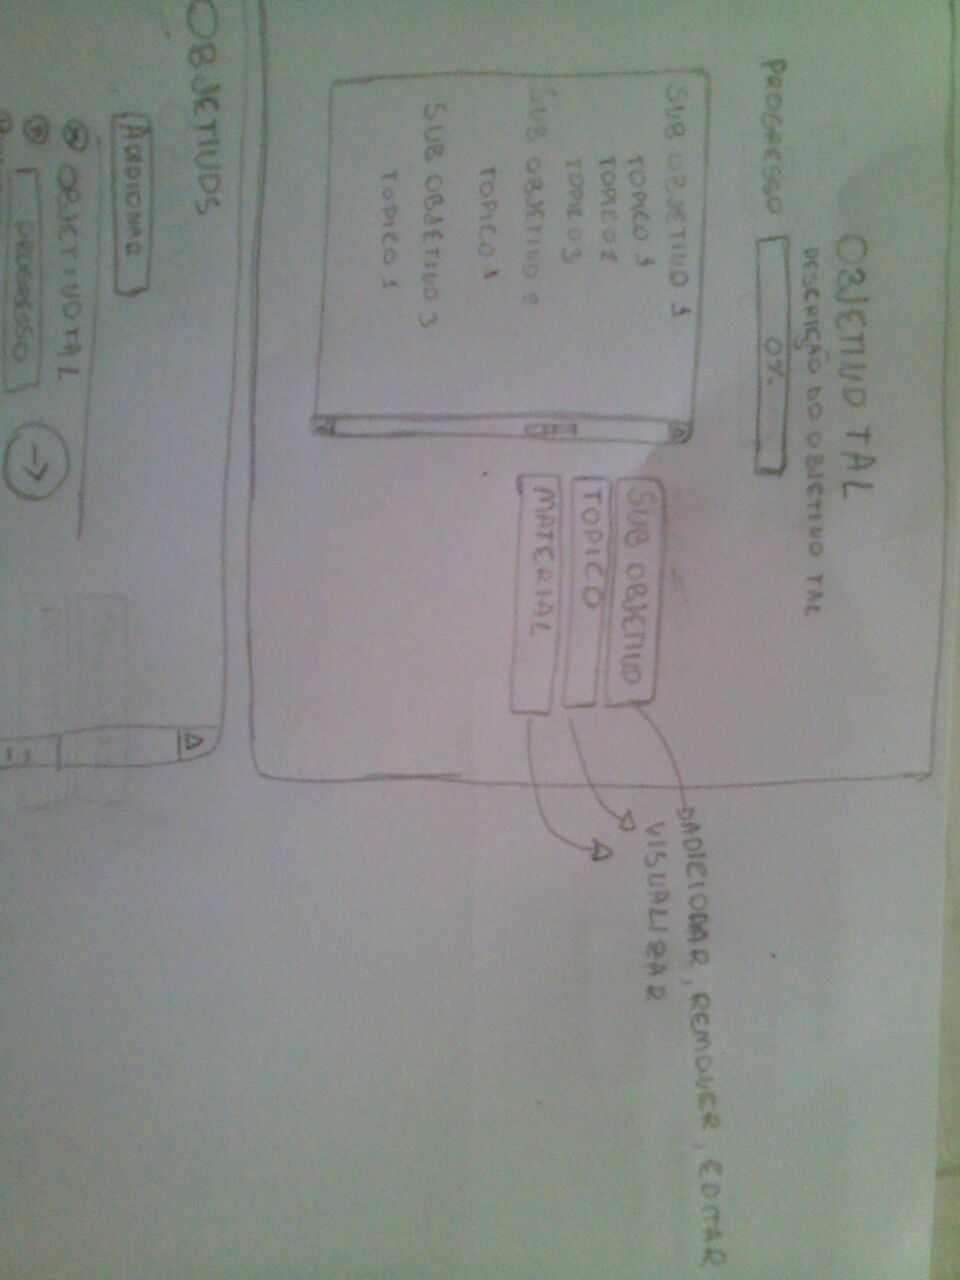 OBJETIVO TAL
DESCRIÇÃO DO OBJETIVO TAL
PROGRESSO 0%
SUB OBJETIVO 1
TOPICO 1
TOPICO 2
TOPICO 3
SUB OBJETIVO 2
TOPICO 1
SUB OBJETIVO 3
TOPICO 1
SUB OBJETIVO
TOPICO
MATERIAL
ADICIONAR, REMOVER, EDITAR
VISUALIZAR
OBJETIVOS
ADICIONAR
OBJETIVO TAL
PROGRESSO